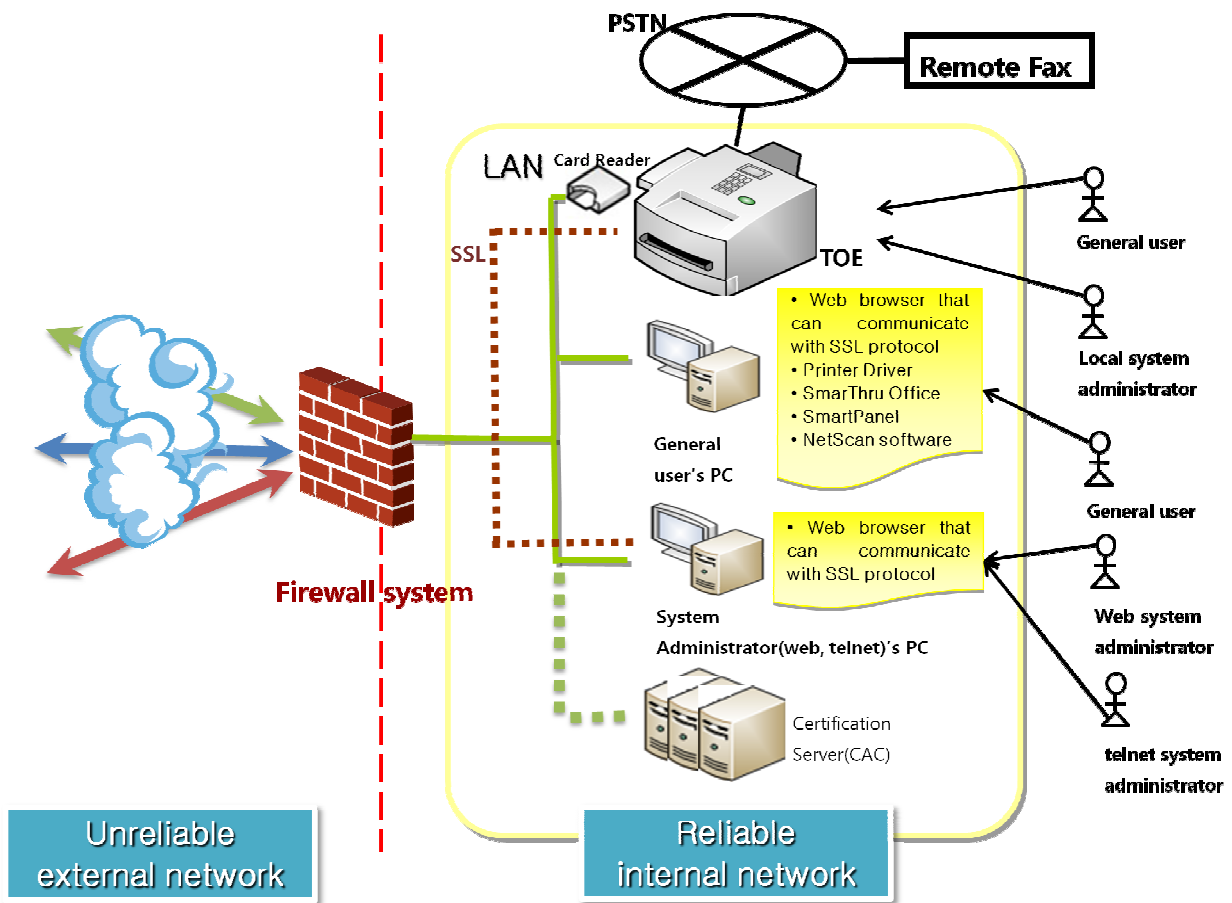 PSTN
Remote Fax
LAN
Card Reader
SSL
TOE
General user
• Web browser that
can communicate
with SSL protocol
• Printer Driver
• SmarThru Office
• SmartPanel
• NetScan software
Local system
administrator
General
user's PC
General user
• Web browser that
can communicate
with SSL protocol
Firewall system
System
Administrator(web, telnet)'s PC
Web system
administrator
Certification
Server(CAC)
telnet system
administrator
Unreliable
external network
Reliable
internal network